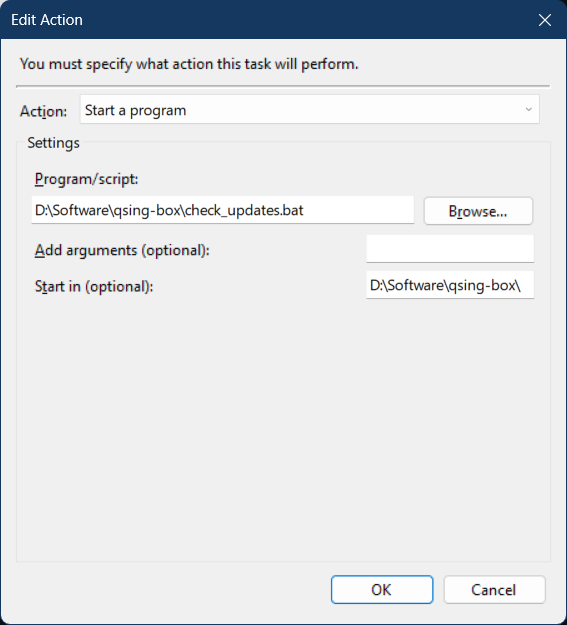 Edit Action
You must specify what action this task will perform.
Action: Start a program
Settings
Program/script:
D:\Software\qsing-box\check_updates.bat Browse...
Add arguments (optional):
Start in (optional): D:\Software\qsing-box\
OK Cancel